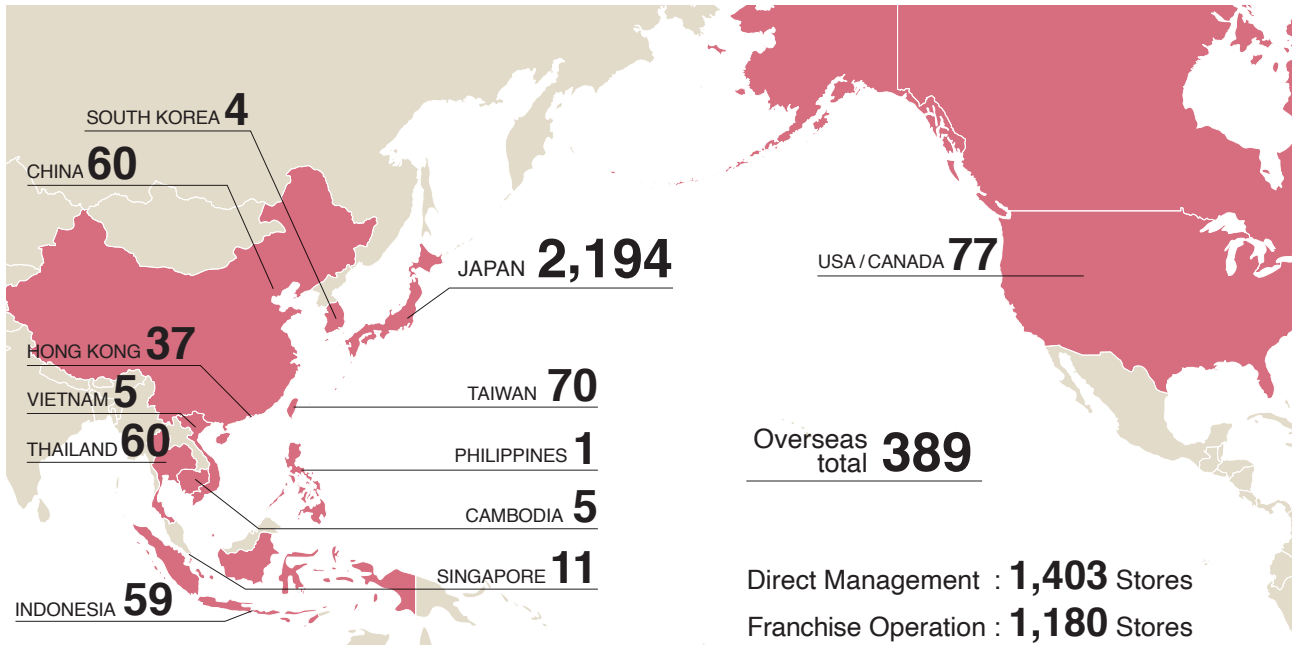 SOUTH KOREA 4
CHINA 60
JAPAN 2,194
USA / CANADA 77
HONG KONG 37
VIETNAM 5
TAIWAN 70
THAILAND 60
PHILIPPINES 1
Overseas
total 389
CAMBODIA 5
SINGAPORE 11
INDONESIA 59
Direct Management : 1,403 Stores
Franchise Operation : 1,180 Stores